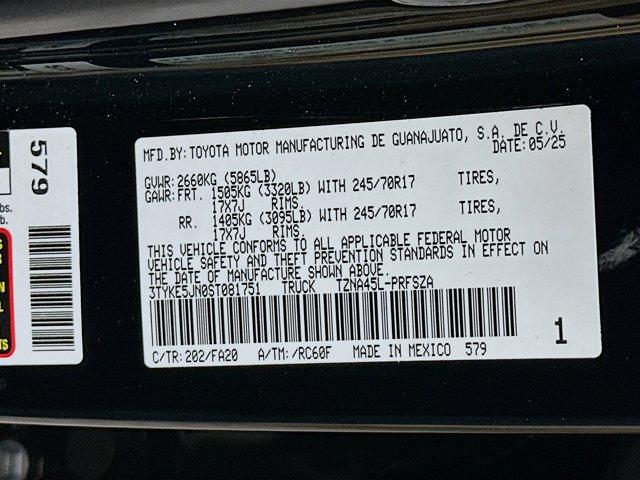 579
MFD.BY:TOYOTA MOTOR MANUFACTURING DE GUANAJUATO, S.A. DE C.V.
DATE:05/25
GVWR:2660KG (5865LB)
GAWR:FRT. 1505KG (3320LB) WITH 245/70R17 TIRES,
17X7J RIMS.
RR. 1405KG (3095LB) WITH 245/70R17 TIRES,
17X7J RIMS.
THIS VEHICLE CONFORMS TO ALL APPLICABLE FEDERAL MOTOR
VEHICLE SAFETY AND THEFT PREVENTION STANDARDS IN EFFECT ON
THE DATE OF MANUFACTURE SHOWN ABOVE.
3TYKE5JN0ST081751 TRUCK TZNA45L-PRFSZA
C/TR:202/FA20 A/TM:/RC60F MADE IN MEXICO 579
1